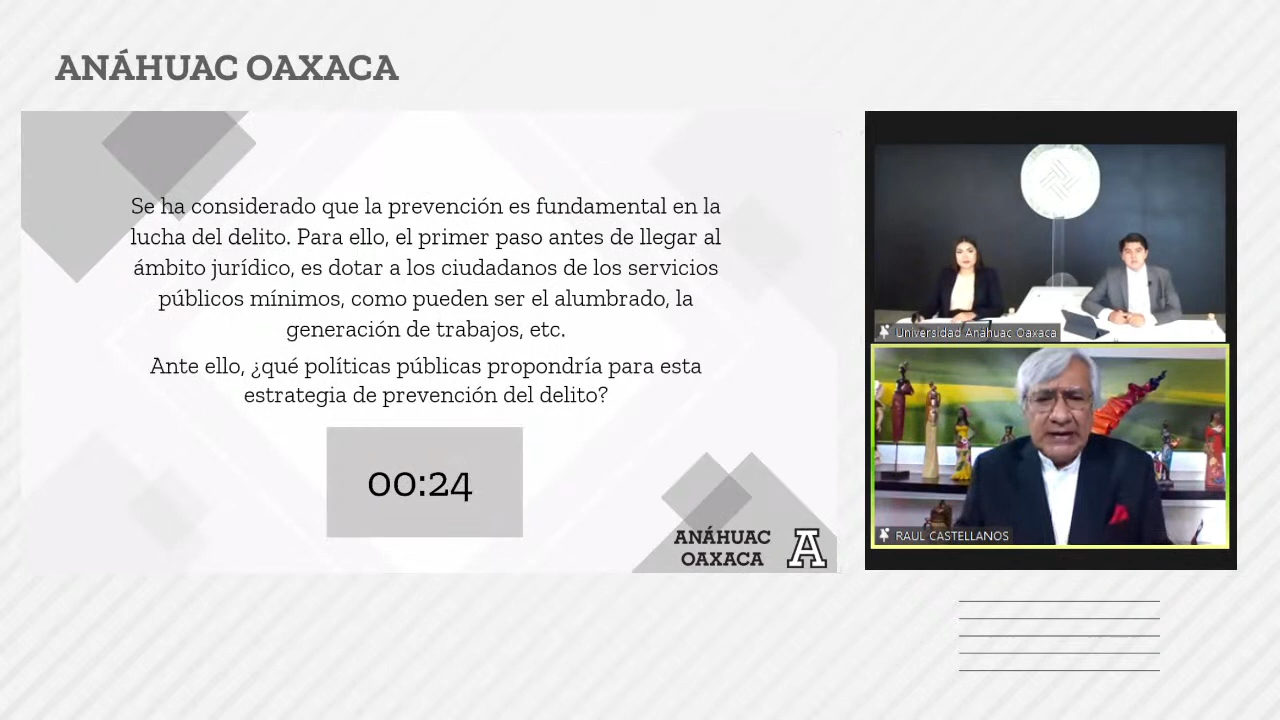 ANÁHUAC OAXACA
Se ha considerado que la prevención es fundamental en la
lucha del delito. Para ello, el primer paso antes de llegar al
ámbito jurídico, es dotar a los ciudadanos de los servicios
públicos mínimos, como pueden ser el alumbrado, la
generación de trabajos, etc.
Ante ello, ¿qué políticas públicas propondría para esta
estrategia de prevención del delito?
00:24
ANÁHUAC
OAXACA
A
Universidad Anahuac Oaxaca
RAUL CASTELLANOS